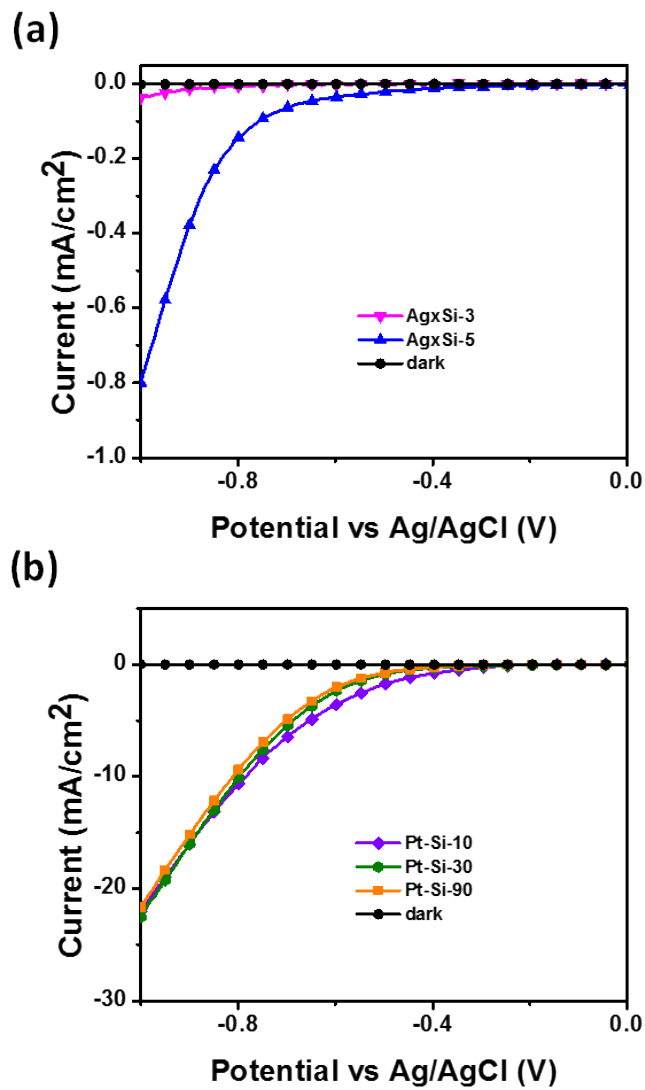 (a)
0.0
-0.2
-0.4
-0.6
-0.8
-1.0
Current (mA/cm²)
AgxSi-3
AgxSi-5
dark
-0.8
-0.4
0.0
Potential vs Ag/AgCl (V)
(b)
5
0
-10
-20
-30
Current (mA/cm²)
Pt-Si-10
Pt-Si-30
Pt-Si-90
dark
-0.8
-0.4
0.0
Potential vs Ag/AgCl (V)